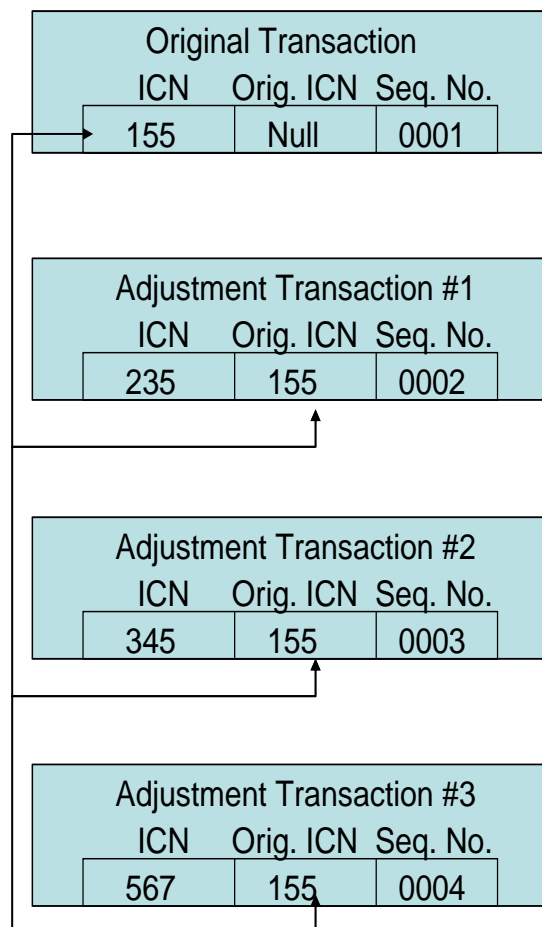 Original Transaction
ICN Orig. ICN Seq. No.
155 Null 0001
Adjustment Transaction #1
ICN Orig. ICN Seq. No.
235 155 0002
Adjustment Transaction #2
ICN Orig. ICN Seq. No.
345 155 0003
Adjustment Transaction #3
ICN Orig. ICN Seq. No.
567 155 0004